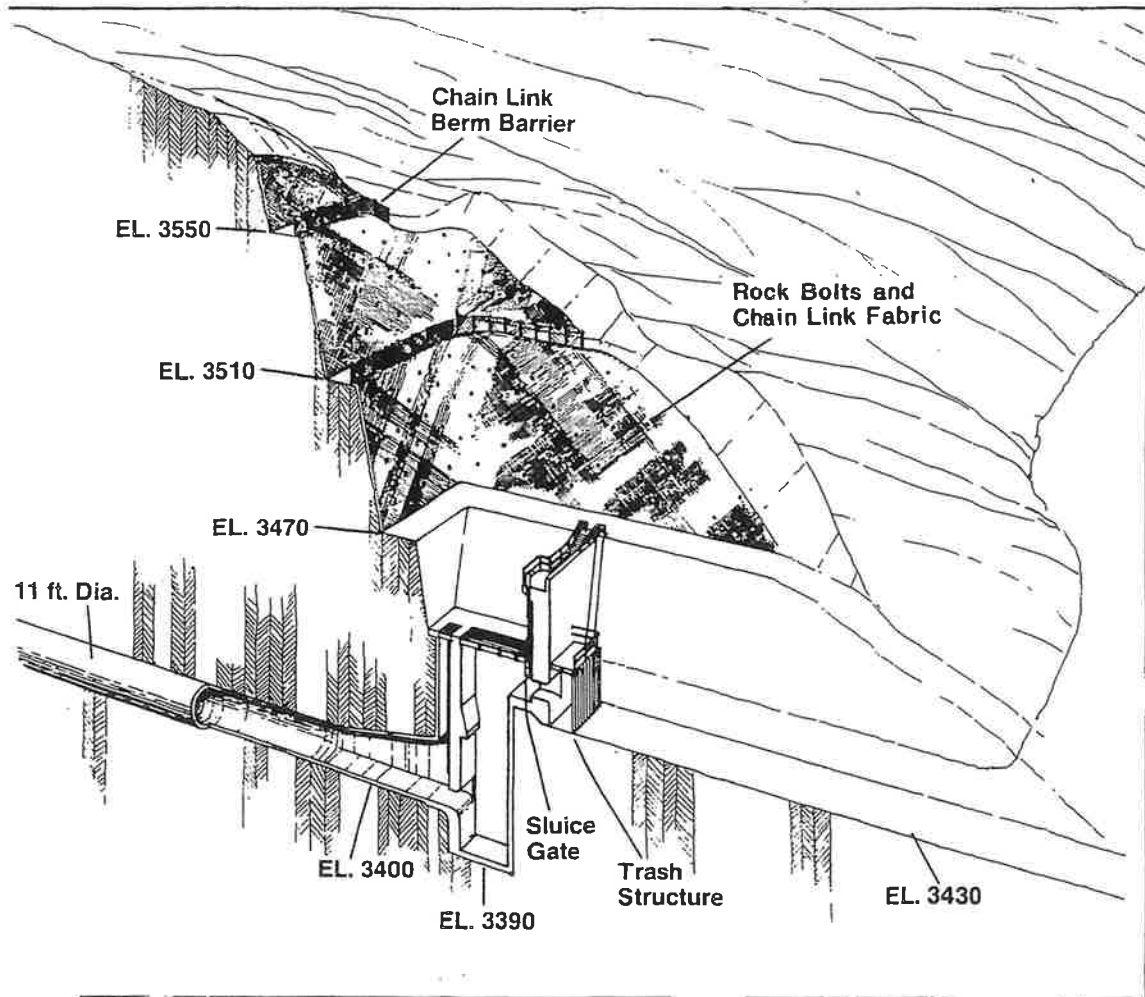 Chain Link
Berm Barrier
EL. 3550
Rock Bolts and
Chain Link Fabric
EL. 3510
EL. 3470
11 ft. Dia.
Sluice
Gate
EL. 3400
Trash
Structure
EL. 3430
EL. 3390